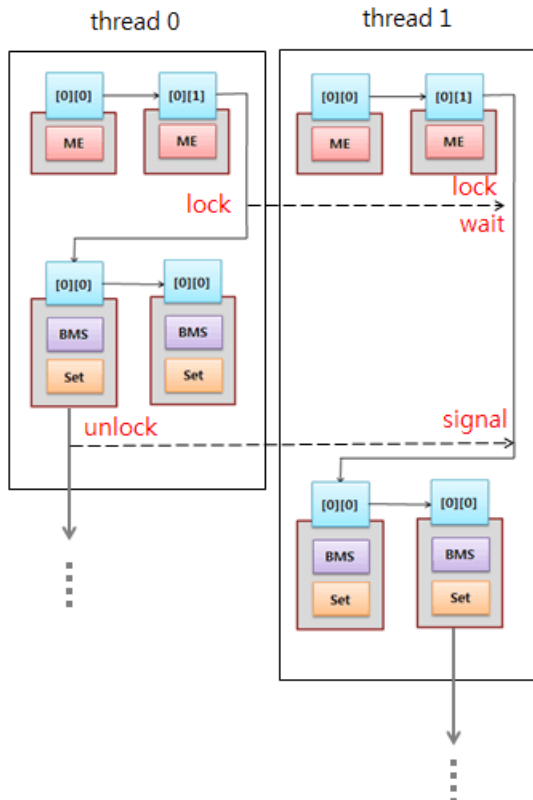 thread 0
thread 1
[0][0]
[0][1]
ME
ME
lock
[0][0]
[0][0]
BMS
BMS
Set
Set
unlock
[0][0]
[0][1]
ME
ME
lock
wait
signal
[0][0]
[0][0]
BMS
BMS
Set
Set